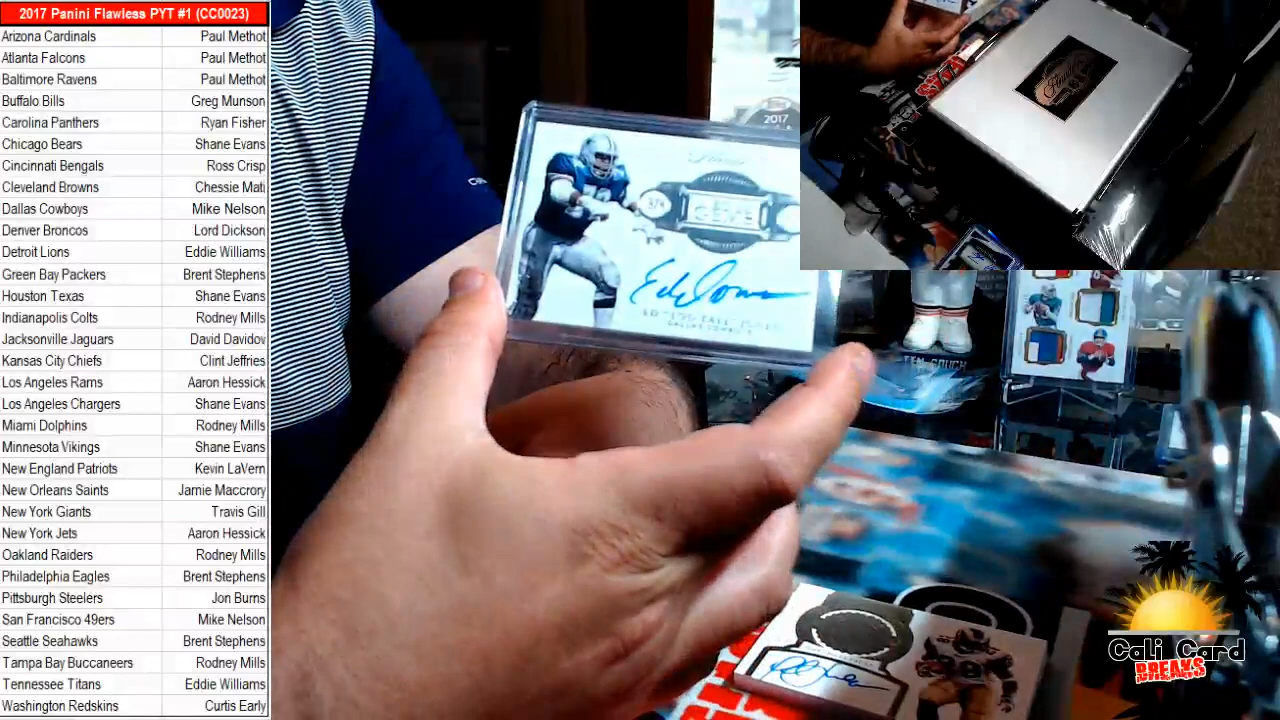 2017 Panini Flawless PYT #1 (CC0023)
Arizona Cardinals Paul Methot
Atlanta Falcons Paul Methot
Baltimore Ravens Paul Methot
Buffalo Bills Greg Munson
Carolina Panthers Ryan Fisher
Chicago Bears Shane Evans
Cincinnati Bengals Ross Crisp
Cleveland Browns Chessie Mati
Dallas Cowboys Mike Nelson
Denver Broncos Lord Dickson
Detroit Lions Eddie Williams
Green Bay Packers Brent Stephens
Houston Texas Shane Evans
Indianapolis Colts Rodney Mills
Jacksonville Jaguars David Davidov
Kansas City Chiefs Clint Jeffries
Los Angeles Rams Aaron Hessick
Los Angeles Chargers Shane Evans
Miami Dolphins Rodney Mills
Minnesota Vikings Shane Evans
New England Patriots Kevin LaVern
New Orleans Saints Jamie Maccrory
New York Giants Travis Gill
New York Jets Aaron Hessick
Oakland Raiders Rodney Mills
Philadelphia Eagles Brent Stephens
Pittsburgh Steelers Jon Burns
San Francisco 49ers Mike Nelson
Seattle Seahawks Brent Stephens
Tampa Bay Buccaneers Rodney Mills
Tennessee Titans Eddie Williams
Washington Redskins Curtis Early
2017
Flawless
GEMS
DALLAS COWBOYS
Cali Card
BREAKS